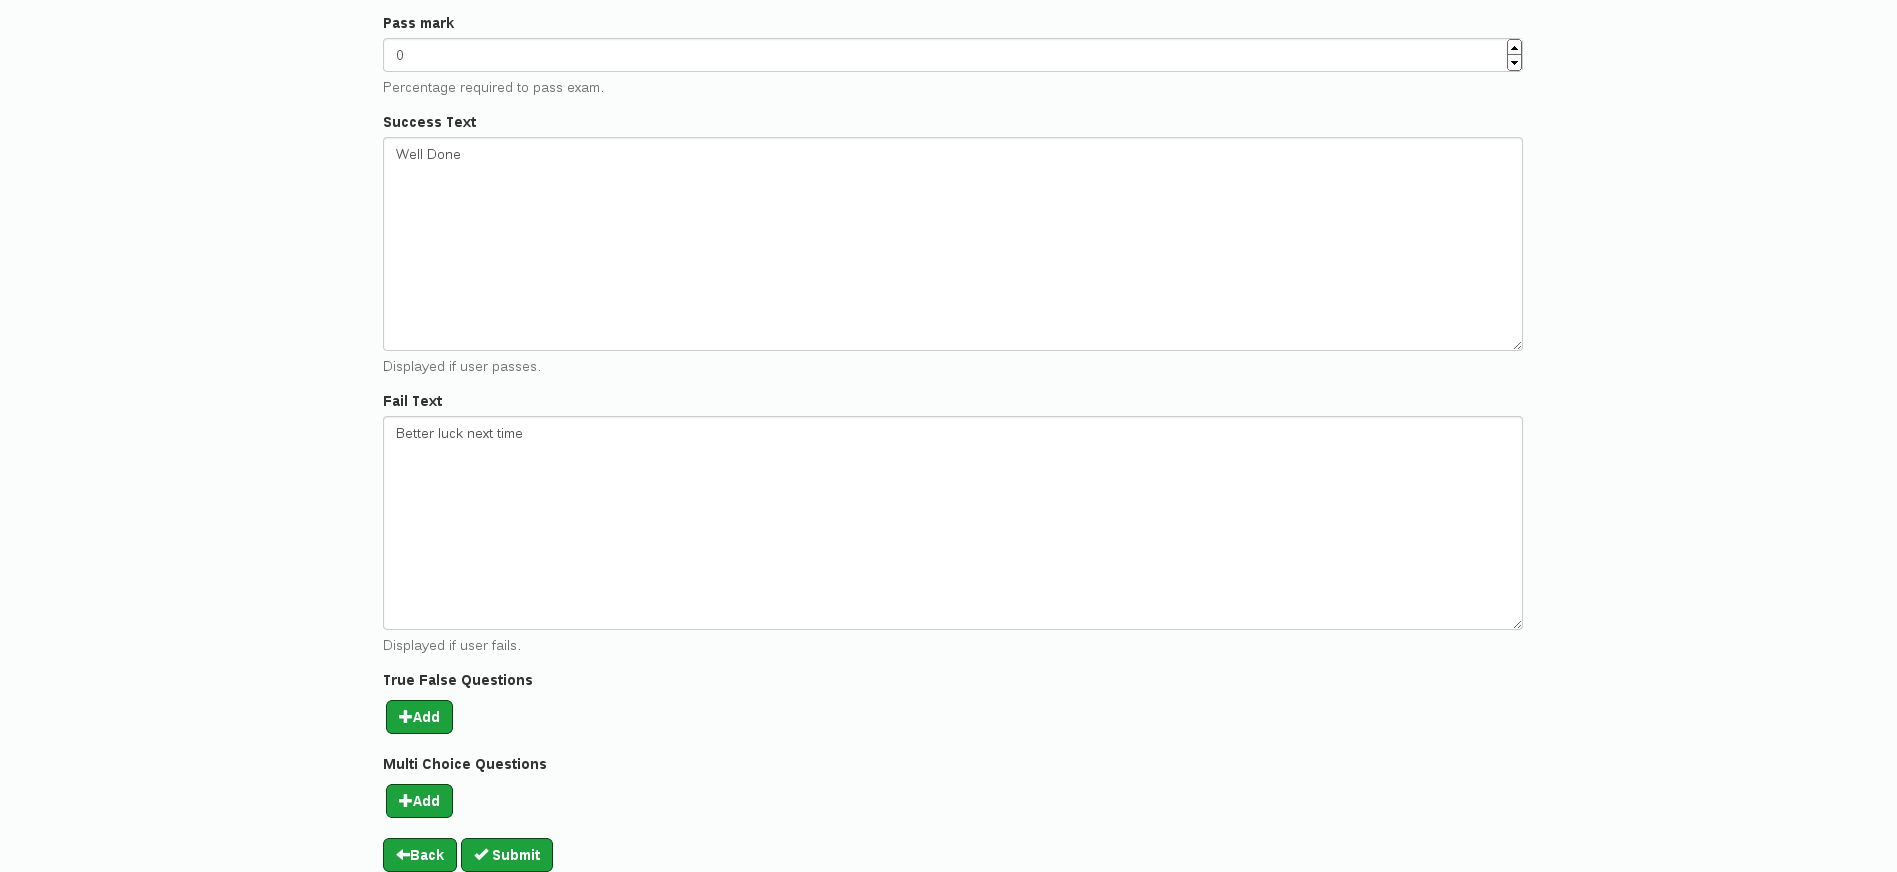 Pass mark
0
Percentage required to pass exam.
Success Text
Well Done
Displayed if user passes.
Fail Text
Better luck next time
Displayed if user fails.
True False Questions
Add
Multi Choice Questions
Add
Back Submit